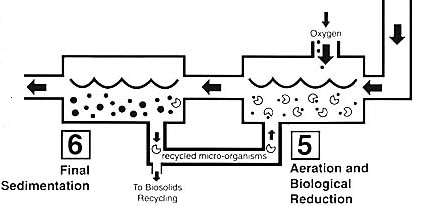 Oxygen
6
Final
Sedimentation
recycled micro-organisms
To Biosolids
Recycling
5
Aeration and
Biological
Reduction